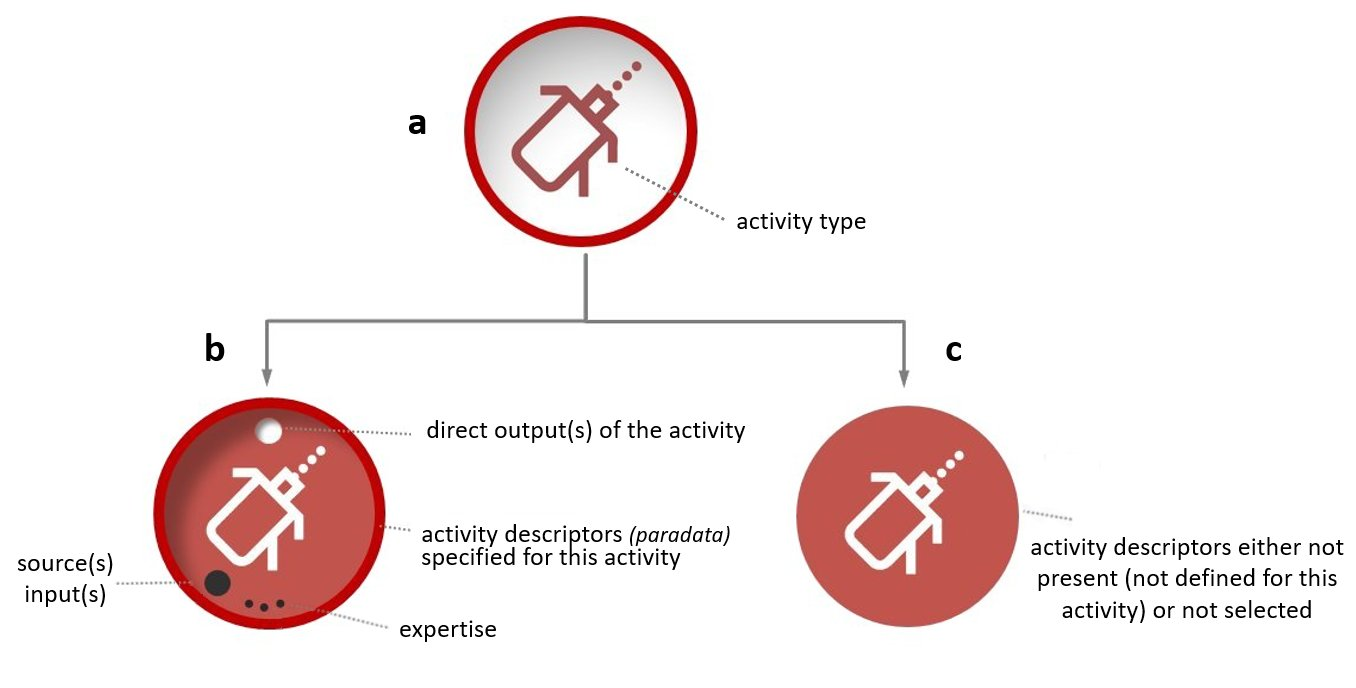 a
activity type
b
c
direct output(s) of the activity
activity descriptors (paradata)
specified for this activity
source(s)
input(s)
expertise
activity descriptors either not
present (not defined for this
activity) or not selected